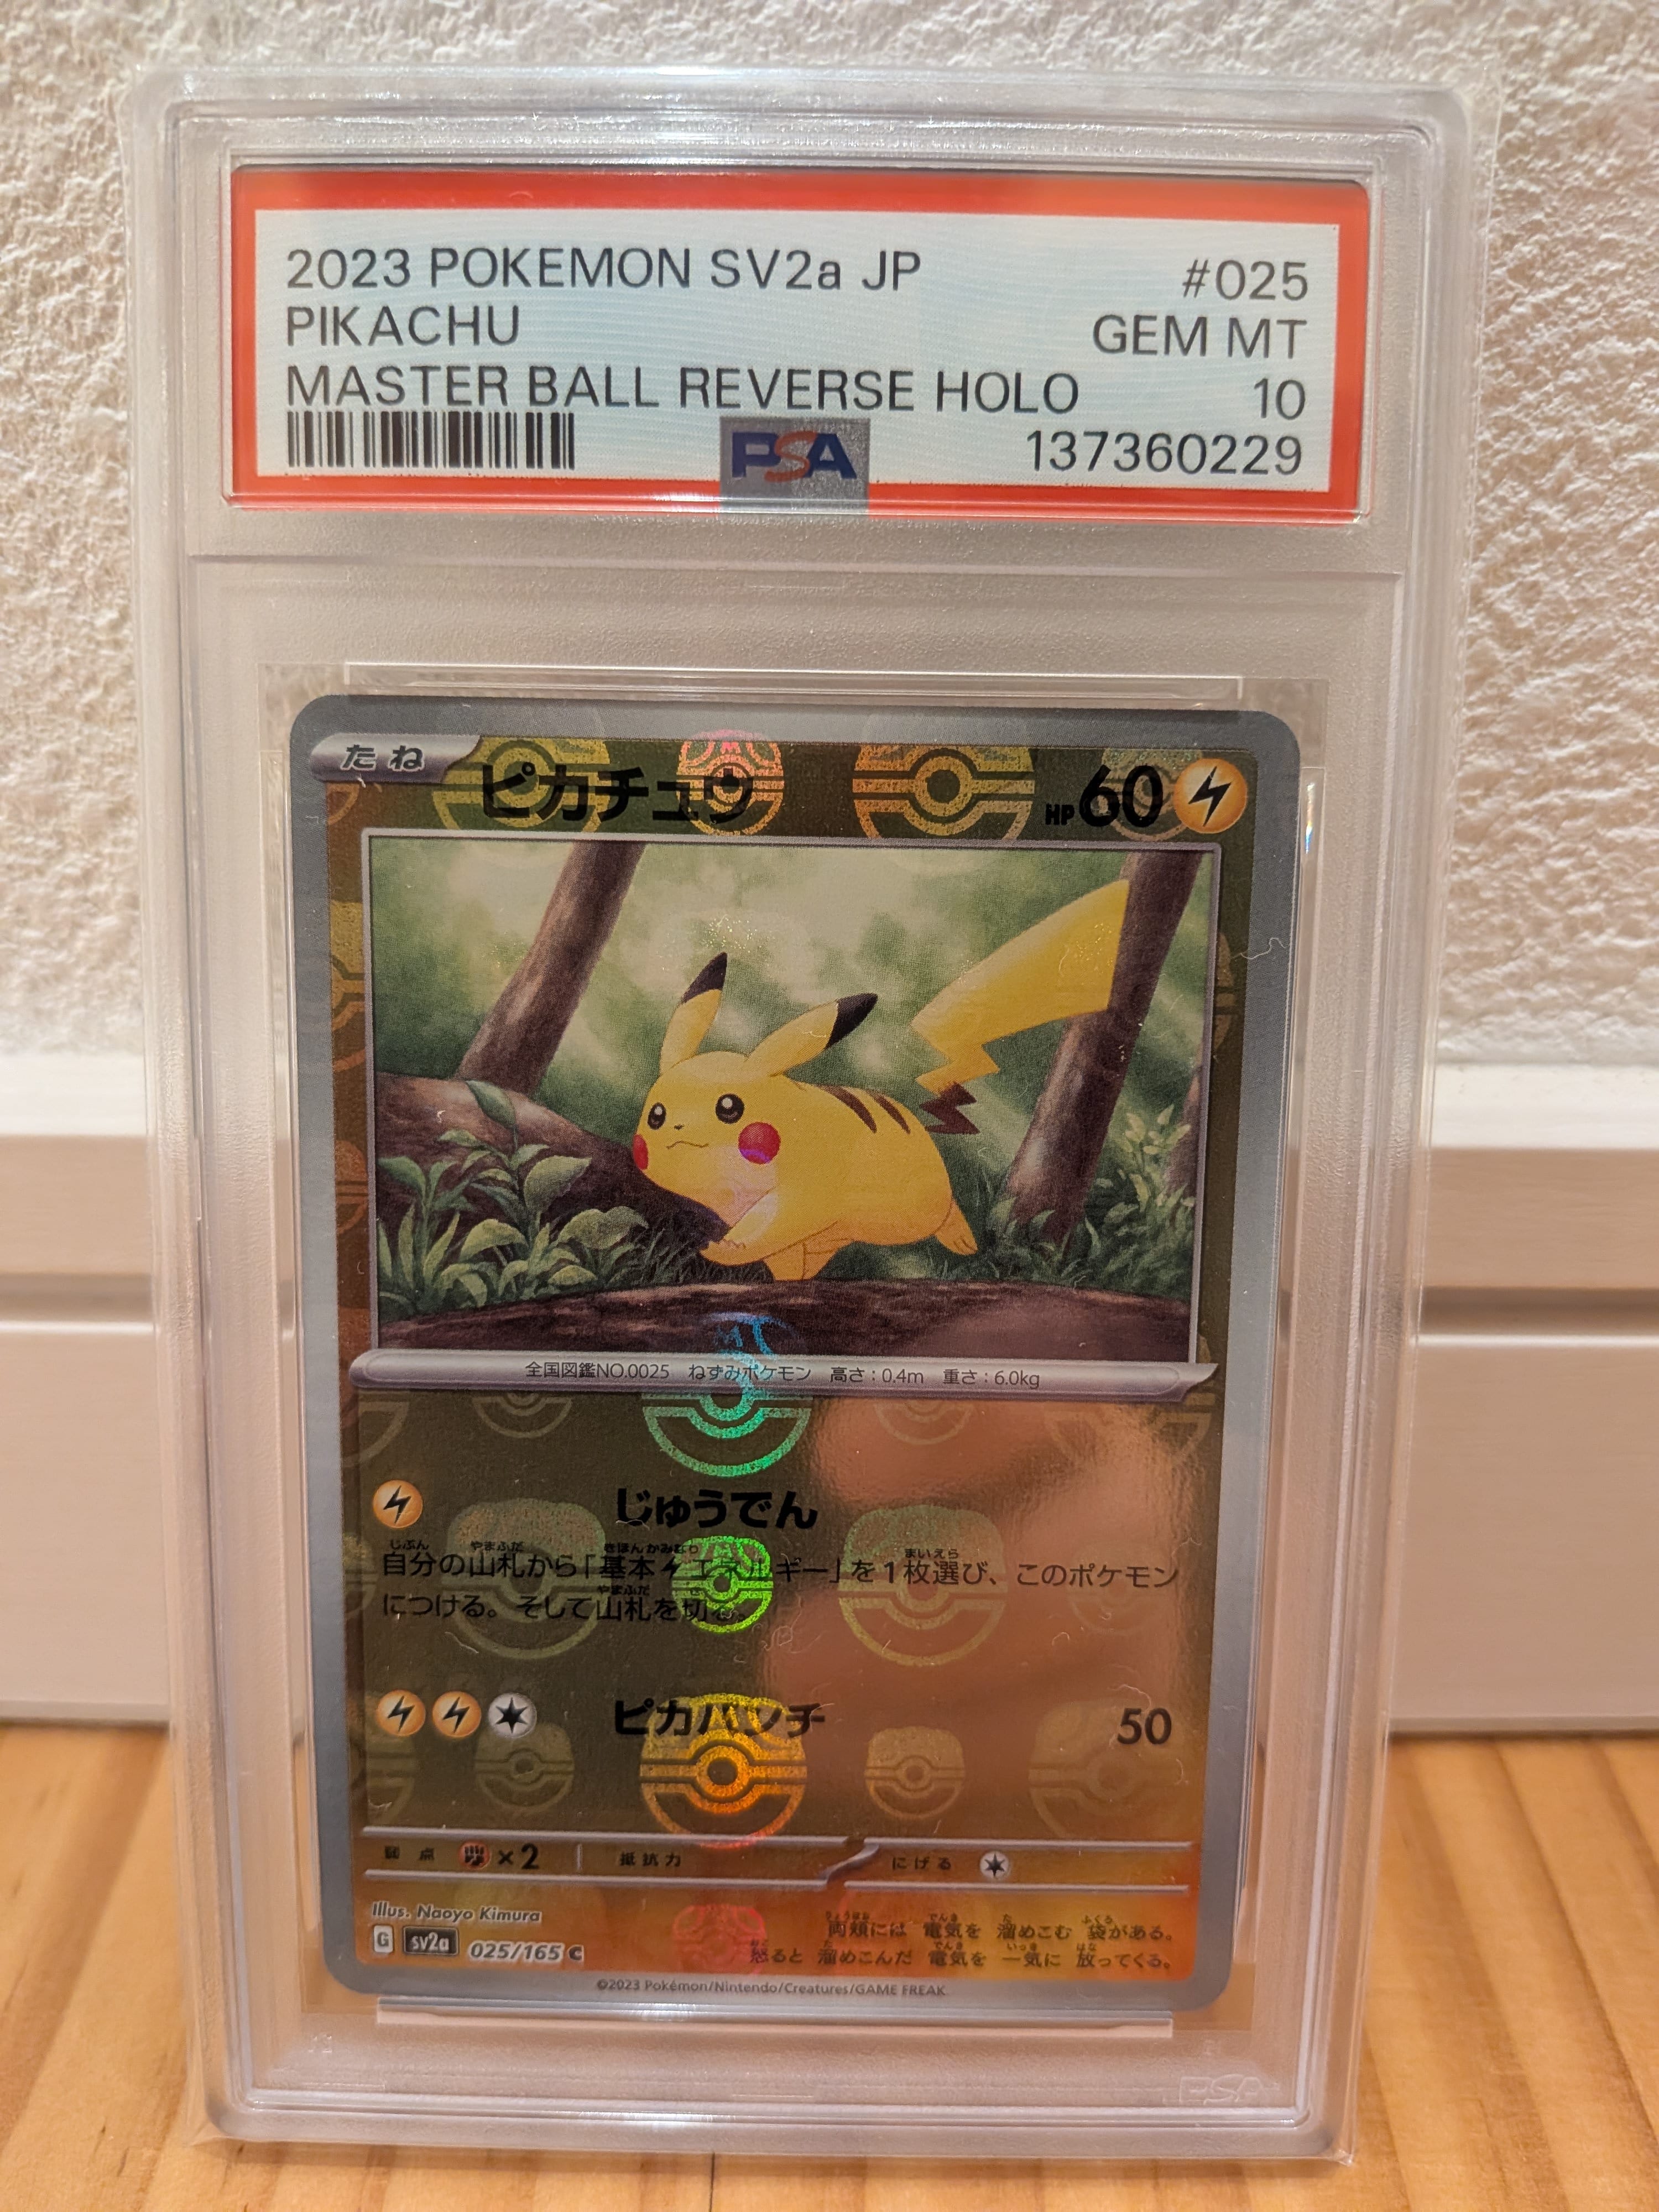 2023 POKEMON SV2a JP #025
PIKACHU GEM MT
MASTER BALL REVERSE HOLO 10
PSA 137360229
たね ピカチュウ HP 60
全国図鑑NO.0025 ねずみポケモン 高さ:0.4m 重さ:6.0kg
じゅうでん
自分の山札から「基本エネルギー」を1枚選び、このポケモン
につける。そして山札を切る。
ピカパンチ 50
弱点 ×2 抵抗力 にげる
Illus. Naoyo Kimura
G sv2a 025/165 C
両頬には 電気を 溜めこむ 袋がある。
怒ると 溜めこんだ 電気を 一気に 放ってくる。
©2023 Pokémon/Nintendo/Creatures/GAME FREAK
PSA